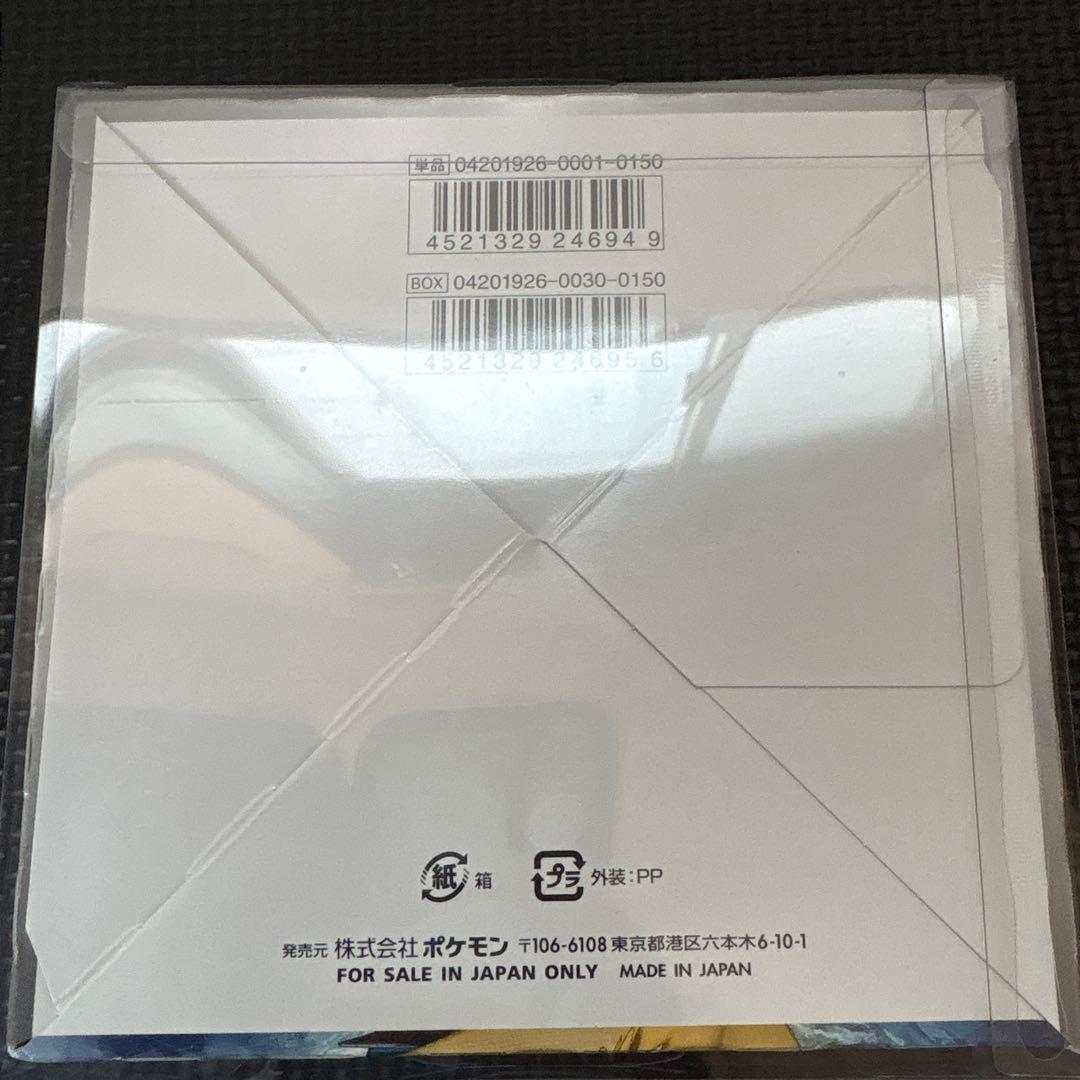 単品 04201926-0001-0150
4521329 24694 9
BOX 04201926-0030-0150
4521329 24695 6
紙 箱 プラ 外装:PP
発売元 株式会社ポケモン 〒106-6108 東京都港区六本木6-10-1
FOR SALE IN JAPAN ONLY MADE IN JAPAN